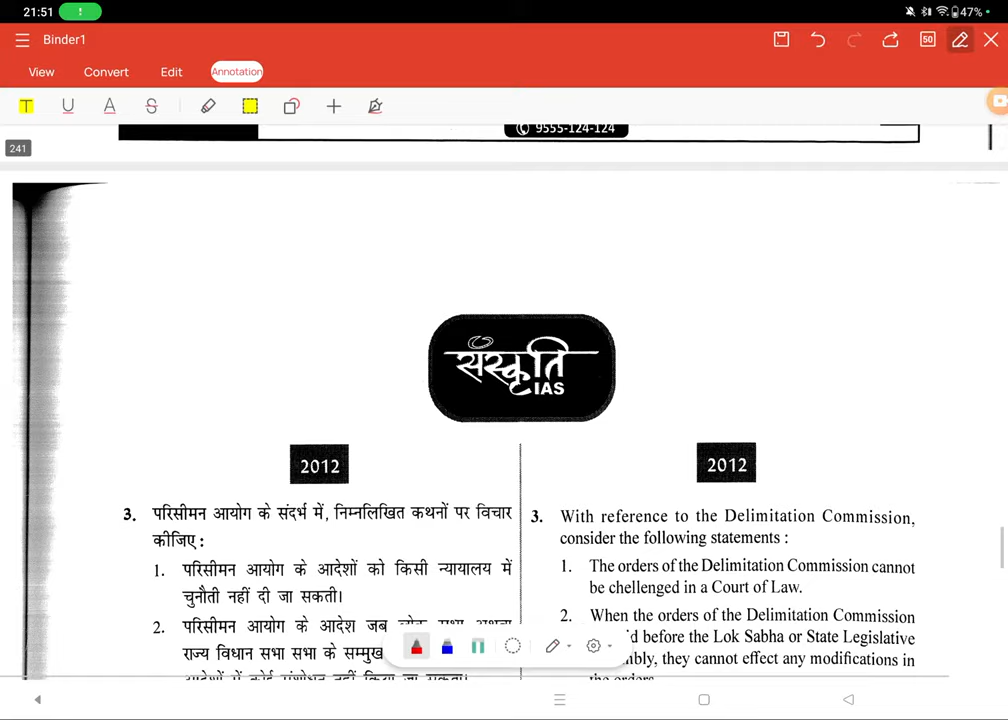 21:51
47%
Binder1
50
View
Convert
Edit
Annotation
T
U
A
S
9555-124-124
241
संस्कृति
IAS
2012
3. परिसीमन आयोग के संदर्भ में, निम्नलिखित कथनों पर विचार
कीजिए :
1. परिसीमन आयोग के आदेशों को किसी न्यायालय में
चुनौती नहीं दी जा सकती।
2. परिसीमन आयोग के आदेश जब
राज्य विधान सभा सभा के सम्मुख
2012
3. With reference to the Delimitation Commission,
consider the following statements :
1. The orders of the Delimitation Commission cannot
be chellenged in a Court of Law.
2. When the orders of the Delimitation Commission
before the Lok Sabha or State Legislative
they cannot effect any modifications in